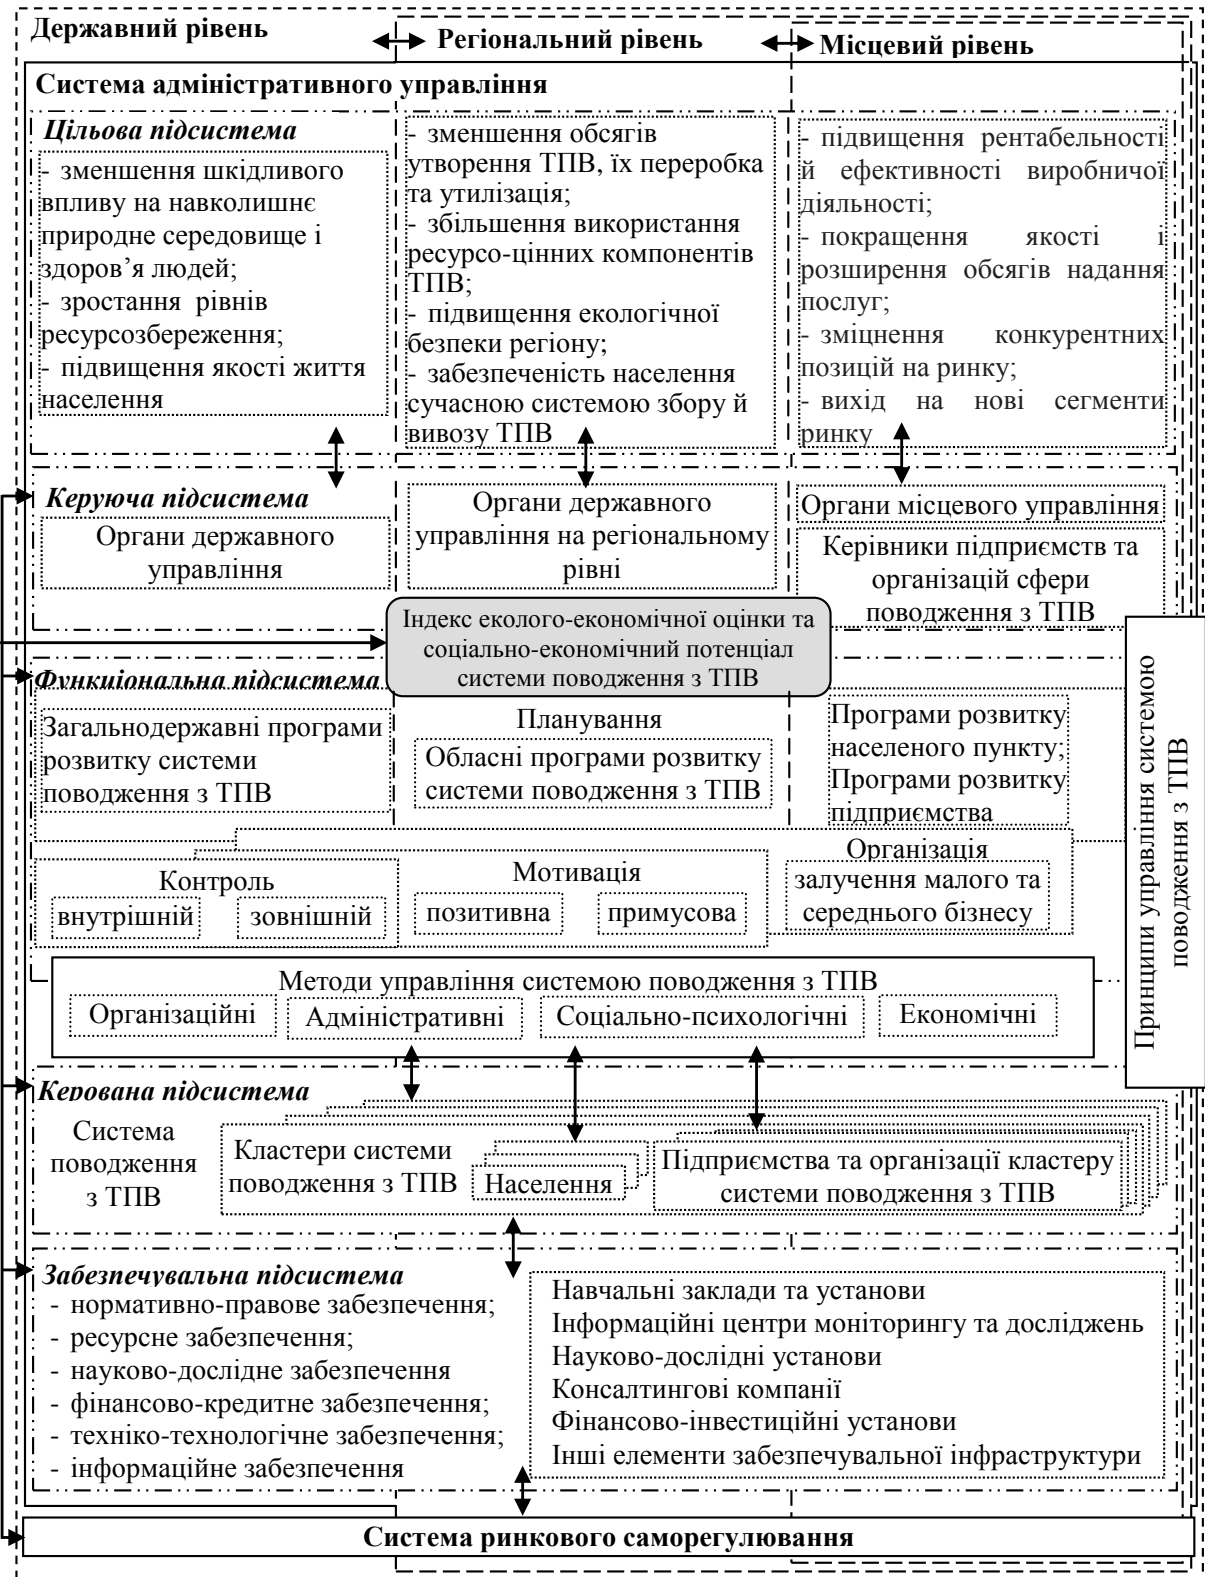 Державний рівень
Регіональний рівень
Місцевий рівень
Система адміністративного управління
Цільова підсистема
- зменшення шкідливого
впливу на навколишнє
природне середовище і
здоров’я людей;
- зростання рівнів
ресурсозбереження;
- підвищення якості життя
населення
- зменшення обсягів
утворення ТПВ, їх переробка
та утилізація;
- збільшення використання
ресурсо-цінних компонентів
ТПВ;
- підвищення екологічної
безпеки регіону;
- забезпеченість населення
сучасною системою збору й
вивозу ТПВ
- підвищення рентабельності
й ефективності виробничої
діяльності;
- покращення якості і
розширення обсягів надання
послуг;
- зміцнення конкурентних
позицій на ринку;
- вихід на нові сегменти
ринку
Керуюча підсистема
Органи державного
управління
Органи державного
управління на регіональному
рівні
Органи місцевого управління
Керівники підприємств та
організацій сфери
поводження з ТПВ
Індекс еколого-економічної оцінки та
соціально-економічний потенціал
системи поводження з ТПВ
Функціональна підсистема
Загальнодержавні програми
розвитку системи
поводження з ТПВ
Планування
Обласні програми розвитку
системи поводження з ТПВ
Програми розвитку
населеного пункту;
Програми розвитку
підприємства
Контроль
внутрішній
зовнішній
Мотивація
позитивна
примусова
Організація
залучення малого та
середнього бізнесу
Принципи управління системою
поводження з ТПВ
Методи управління системою поводження з ТПВ
Організаційні
Адміністративні
Соціально-психологічні
Економічні
Керована підсистема
Система
поводження
з ТПВ
Кластери системи
поводження з ТПВ
Населення
Підприємства та організації кластеру
системи поводження з ТПВ
Забезпечувальна підсистема
- нормативно-правове забезпечення;
- ресурсне забезпечення;
- науково-дослідне забезпечення
- фінансово-кредитне забезпечення;
- техніко-технологічне забезпечення;
- інформаційне забезпечення
Навчальні заклади та установи
Інформаційні центри моніторингу та досліджень
Науково-дослідні установи
Консалтингові компанії
Фінансово-інвестиційні установи
Інші елементи забезпечувальної інфраструктури
Система ринкового саморегулювання